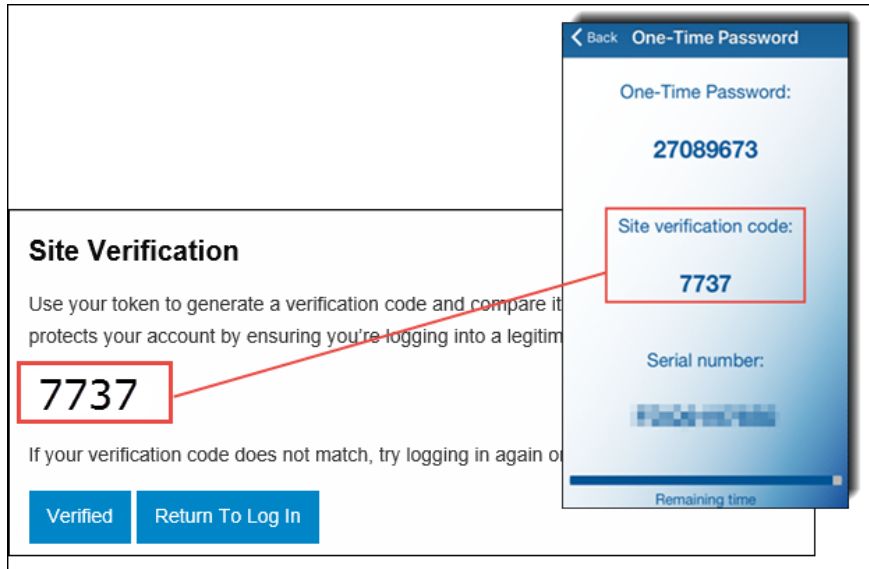 Back One-Time Password
One-Time Password:
27089673
Site verification code:
7737
Serial number:
Remaining time
Site Verification
Use your token to generate a verification code and compare it
protects your account by ensuring you're logging into a legitim
7737
If your verification code does not match, try logging in again or
Verified Return To Log In